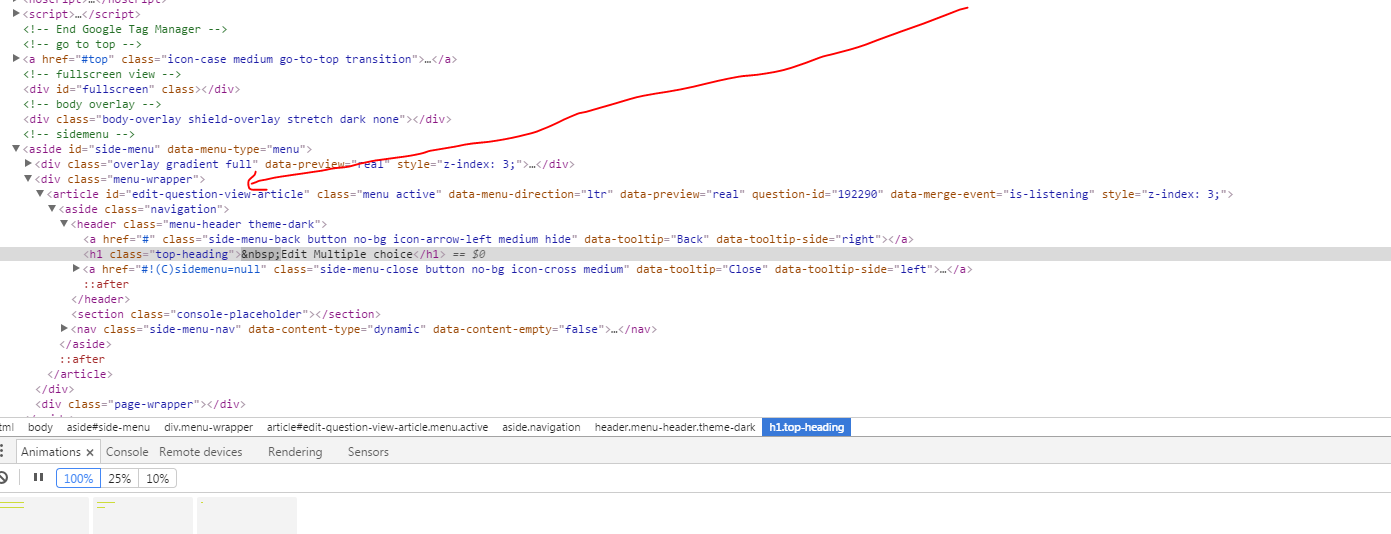 <noscript>…</noscript>
<script>…</script>
<!-- End Google Tag Manager -->
<!-- go to top -->
<a href="#top" class="icon-case medium go-to-top transition">…</a>
<!-- fullscreen view -->
<div id="fullscreen" class></div>
<!-- body overlay -->
<div class="body-overlay shield-overlay stretch dark none"></div>
<!-- sidemenu -->
<aside id="side-menu" data-menu-type="menu">
<div class="overlay gradient full" data-preview="real" style="z-index: 3;">…</div>
<div class="menu-wrapper">
<article id="edit-question-view-article" class="menu active" data-menu-direction="ltr" data-preview="real" question-id="192290" data-merge-event="is-listening" style="z-index: 3;">
<aside class="navigation">
<header class="menu-header theme-dark">
<a href="#" class="side-menu-back button no-bg icon-arrow-left medium hide" data-tooltip="Back" data-tooltip-side="right"></a>
<h1 class="top-heading">&nbsp;Edit Multiple choice</h1> == $0
<a href="#!(C)sidemenu=null" class="side-menu-close button no-bg icon-cross medium" data-tooltip="Close" data-tooltip-side="left">…</a>
::after
</header>
<section class="console-placeholder"></section>
<nav class="side-menu-nav" data-content-type="dynamic" data-content-empty="false">…</nav>
</aside>
::after
</article>
</div>
<div class="page-wrapper"></div>
tml body aside#side-menu div.menu-wrapper article#edit-question-view-article.menu.active aside.navigation header.menu-header.theme-dark h1.top-heading
Animations × Console Remote devices Rendering Sensors
100% 25% 10%